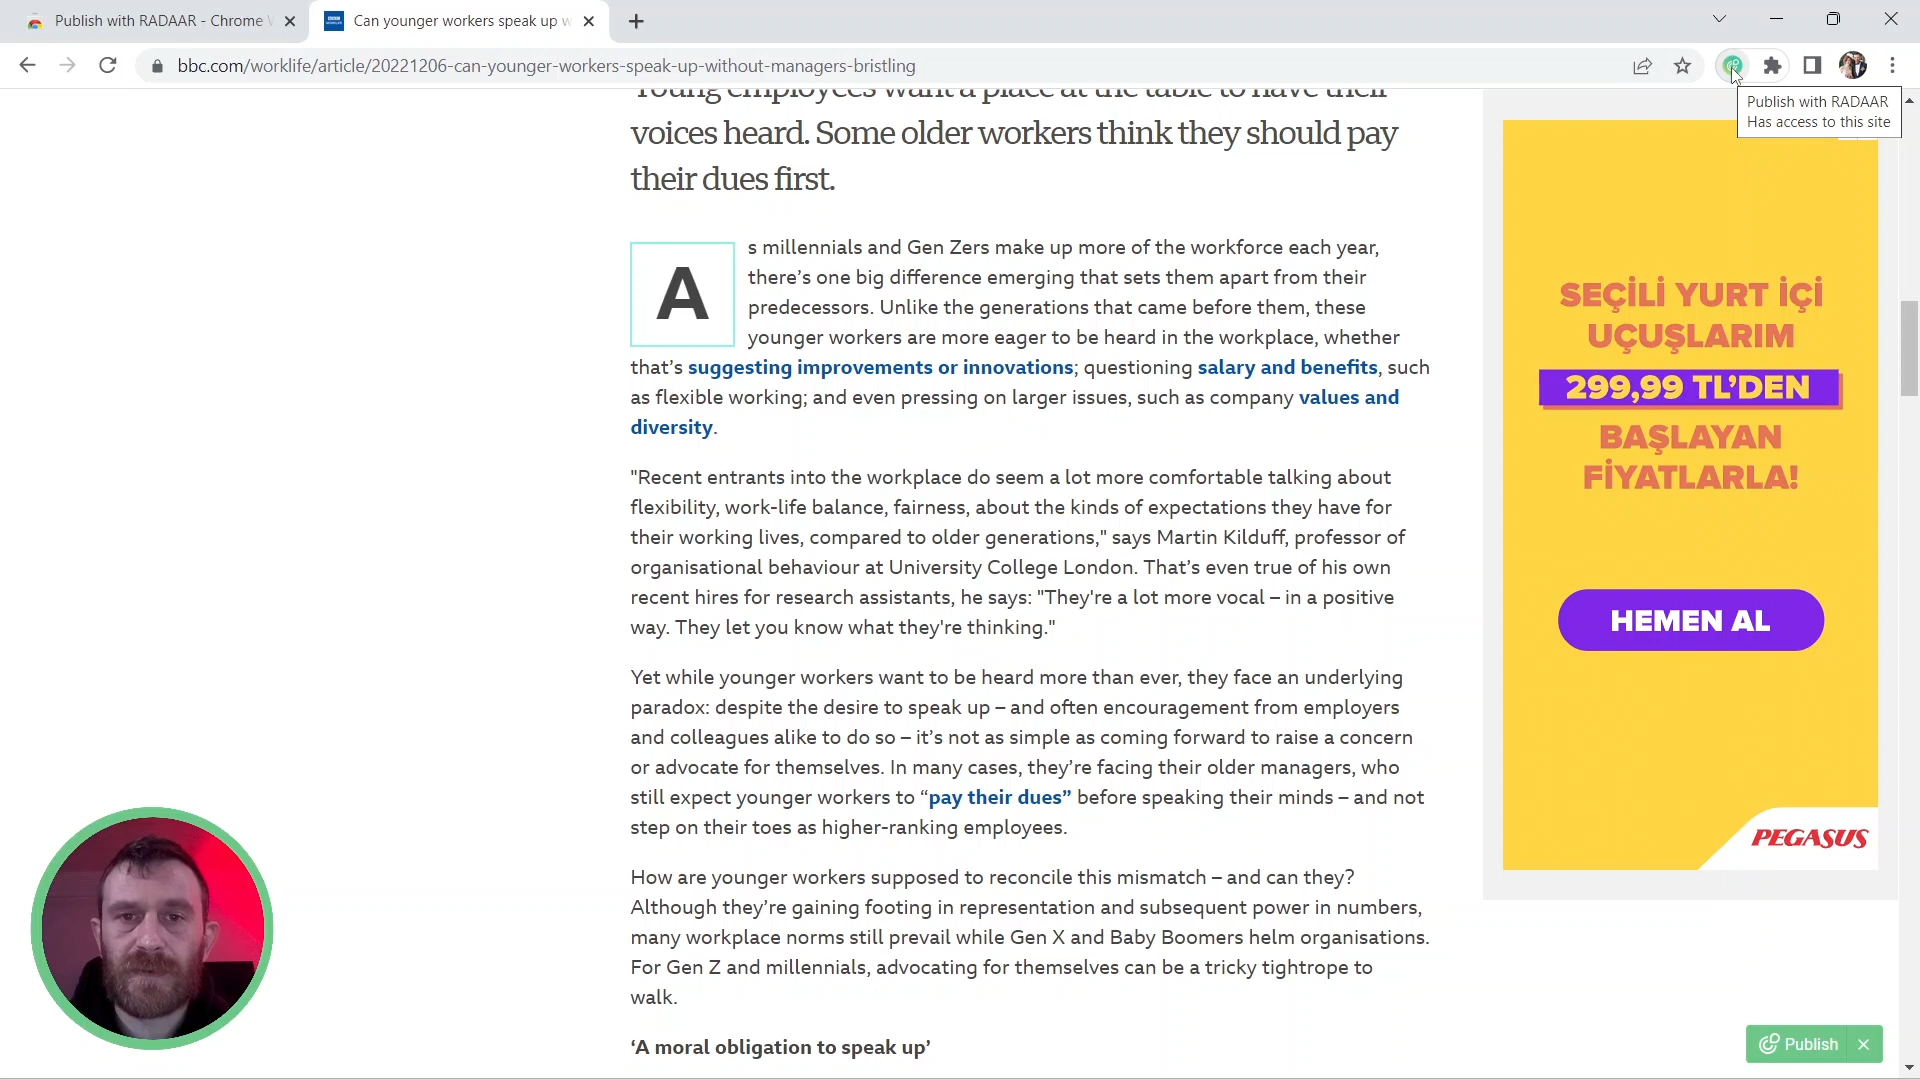 Publish with RADAAR - Chrome
Can younger workers speak up w
bbc.com/worklife/article/20221206-can-younger-workers-speak-up-without-managers-bristling
Publish with RADAAR
Has access to this site
Young employees want a place at the table to have their
voices heard. Some older workers think they should pay
their dues first.
A
s millennials and Gen Zers make up more of the workforce each year,
there’s one big difference emerging that sets them apart from their
predecessors. Unlike the generations that came before them, these
younger workers are more eager to be heard in the workplace, whether
that’s suggesting improvements or innovations; questioning salary and benefits, such
as flexible working; and even pressing on larger issues, such as company values and
diversity.
"Recent entrants into the workplace do seem a lot more comfortable talking about
flexibility, work-life balance, fairness, about the kinds of expectations they have for
their working lives, compared to older generations," says Martin Kilduff, professor of
organisational behaviour at University College London. That’s even true of his own
recent hires for research assistants, he says: "They're a lot more vocal – in a positive
way. They let you know what they're thinking."
Yet while younger workers want to be heard more than ever, they face an underlying
paradox: despite the desire to speak up – and often encouragement from employers
and colleagues alike to do so – it’s not as simple as coming forward to raise a concern
or advocate for themselves. In many cases, they’re facing their older managers, who
still expect younger workers to “pay their dues” before speaking their minds – and not
step on their toes as higher-ranking employees.
How are younger workers supposed to reconcile this mismatch – and can they?
Although they’re gaining footing in representation and subsequent power in numbers,
many workplace norms still prevail while Gen X and Baby Boomers helm organisations.
For Gen Z and millennials, advocating for themselves can be a tricky tightrope to
walk.
‘A moral obligation to speak up’
SEÇİLİ YURT İÇİ
UÇUŞLARIM
299,99 TL’DEN
BAŞLAYAN
FİYATLARLA!
HEMEN AL
PEGASUS
Publish